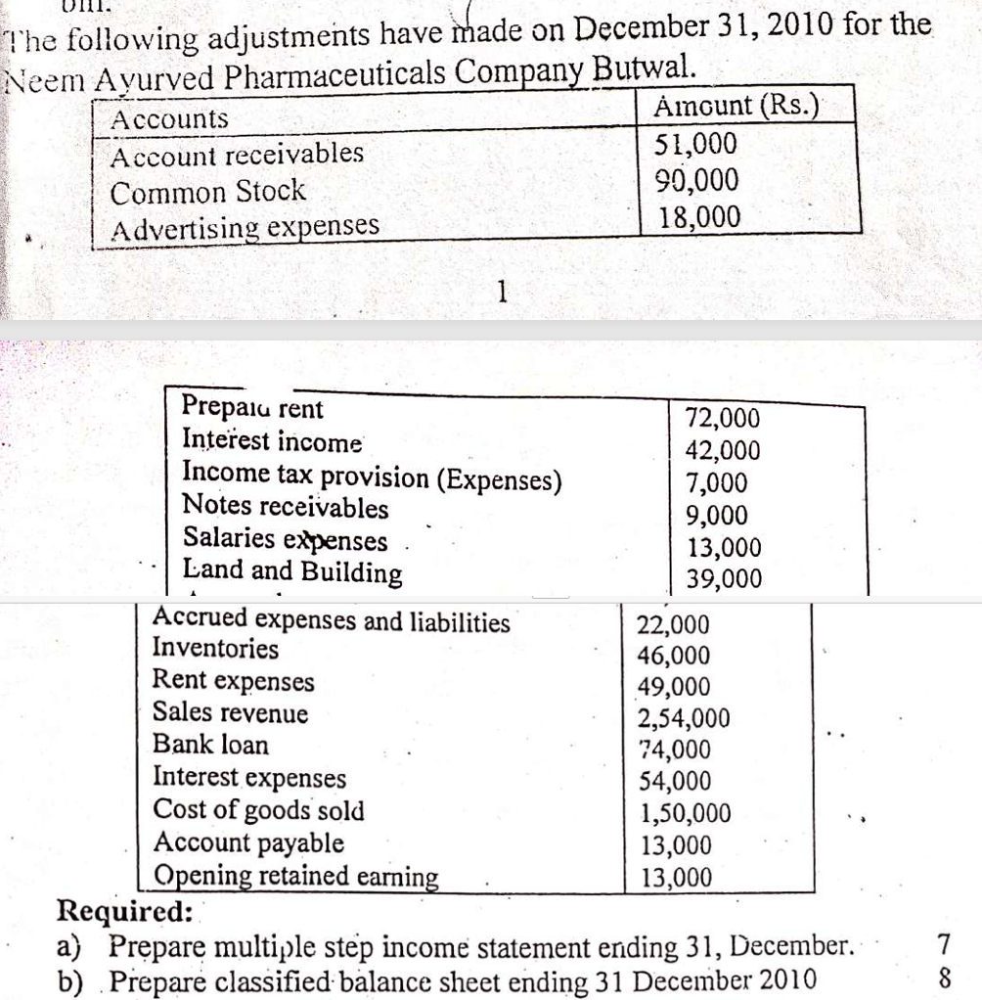 The following adjustments have made on December 31, 2010 for the
Neem Ayurved Pharmaceuticals Company Butwal.
Accounts Amount (Rs.)
Account receivables 51,000
Common Stock 90,000
Advertising expenses 18,000
1
Prepaid rent 72,000
Interest income 42,000
Income tax provision (Expenses) 7,000
Notes receivables 9,000
Salaries expenses 13,000
Land and Building 39,000
Accrued expenses and liabilities 22,000
Inventories 46,000
Rent expenses 49,000
Sales revenue 2,54,000
Bank loan 74,000
Interest expenses 54,000
Cost of goods sold 1,50,000
Account payable 13,000
Opening retained earning 13,000
Required:
a) Prepare multiple step income statement ending 31, December. 7
b) Prepare classified balance sheet ending 31 December 2010 8